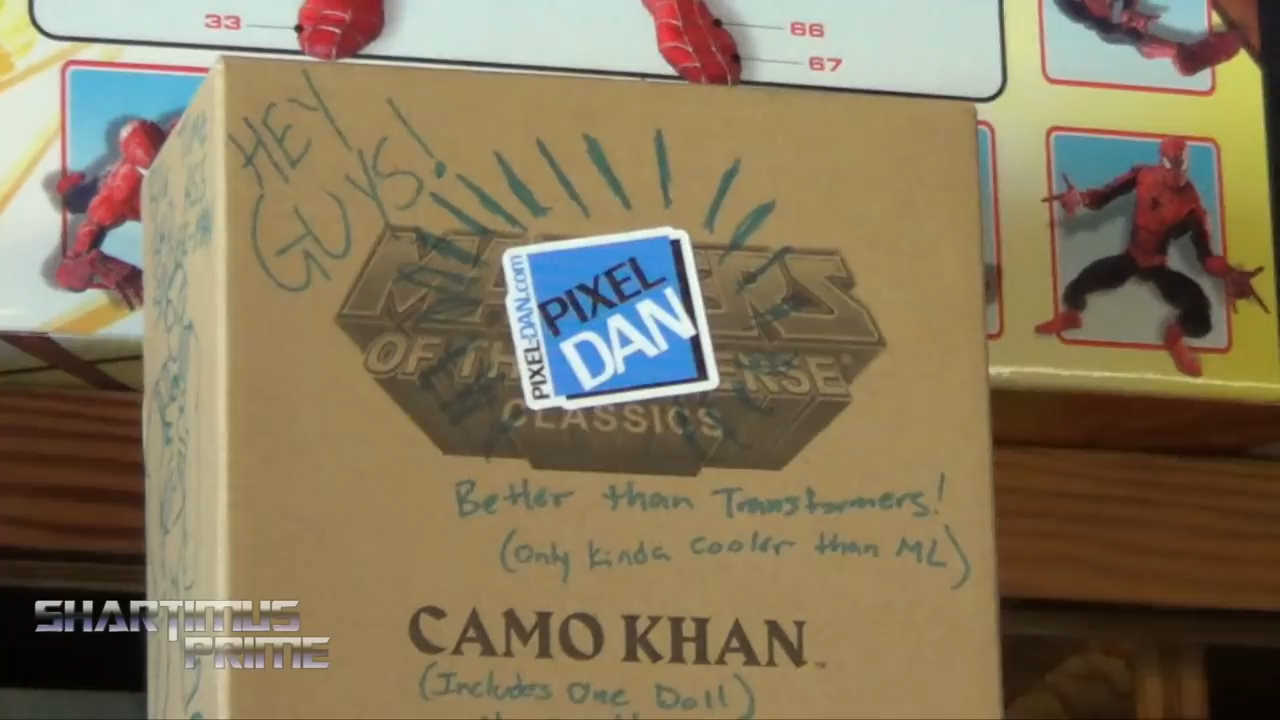 33
66
67
HEY
GUYS!
MASTERS
OF THE UNIVERSE
CLASSICS
PIXEL-DAN.com
PIXEL
DAN
Better than Transformers!
(Only kinda cooler than ML)
SHARTIMUS
PRIME
CAMO KHAN™
(Includes One Doll)